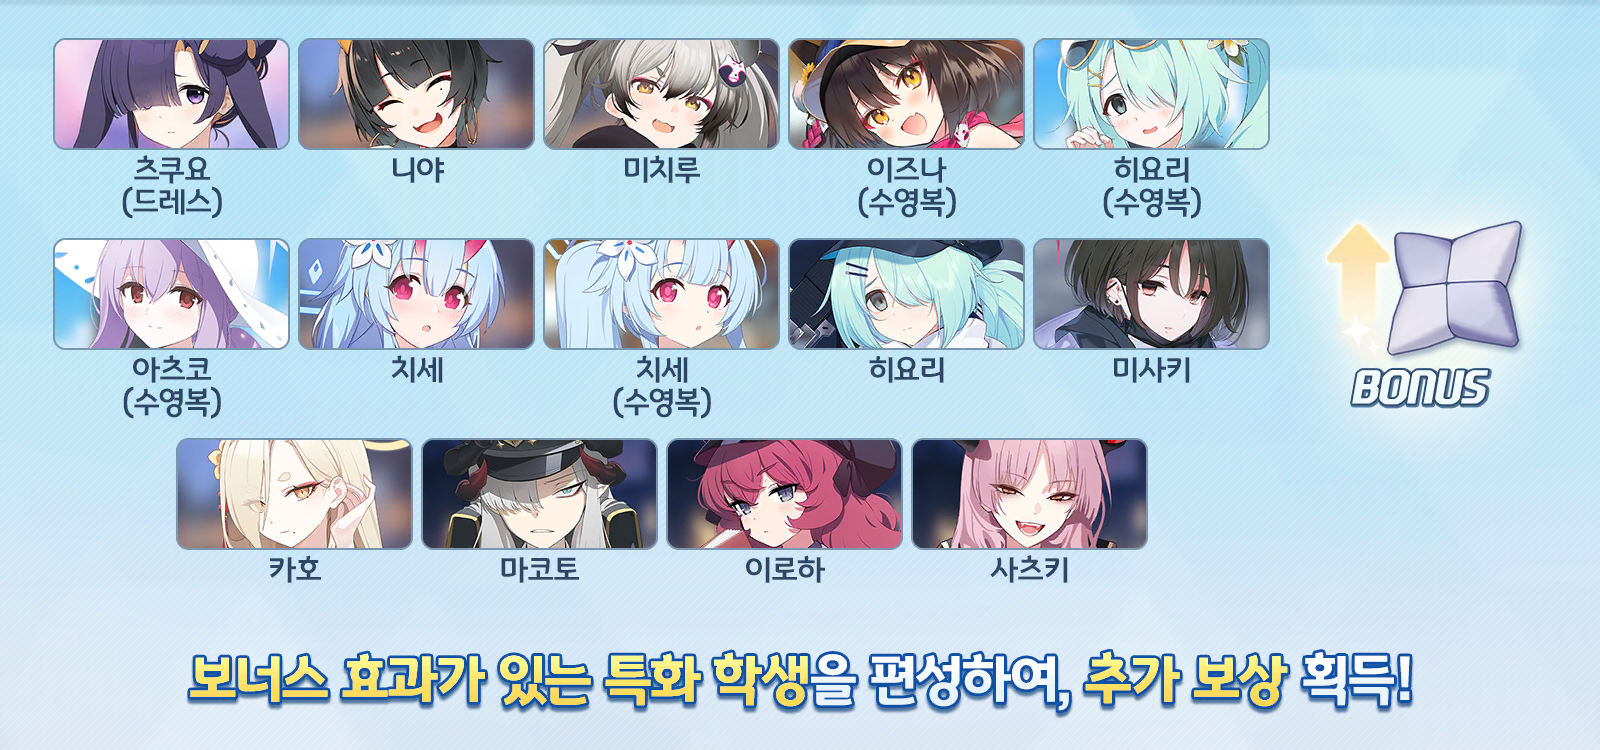 츠쿠요
(드레스)
니야
미치루
이즈나
(수영복)
히요리
(수영복)
아츠코
(수영복)
치세
치세
(수영복)
히요리
미사키
BONUS
카호
마코토
이로하
사츠키
보너스 효과가 있는 특화 학생을 편성하여, 추가 보상 획득!